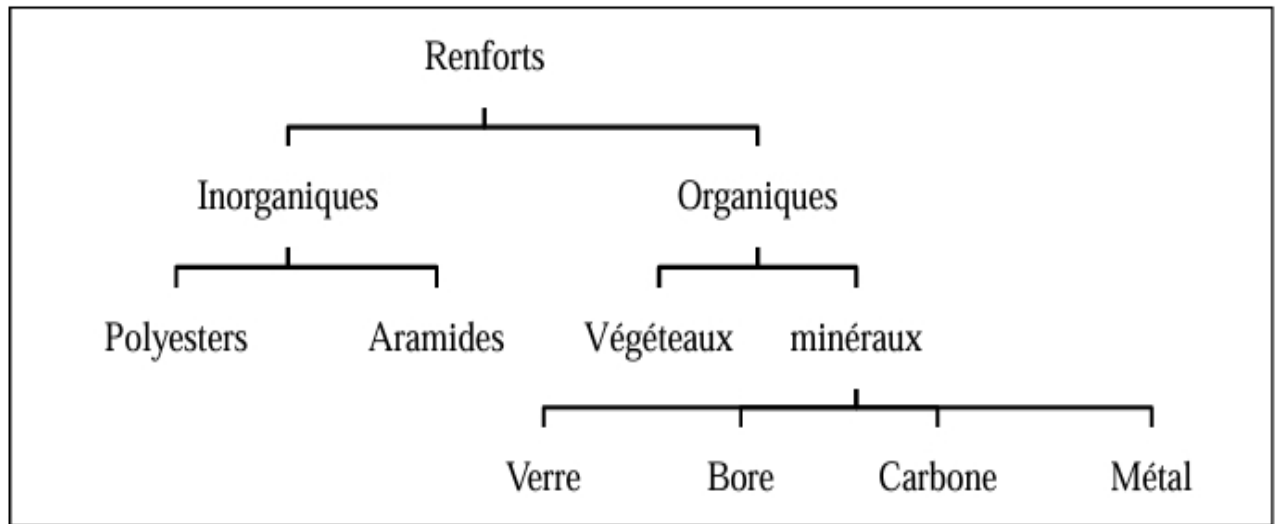 Renforts
Inorganiques Organiques
Polyesters Aramides Végéteaux minéraux
Verre Bore Carbone Métal